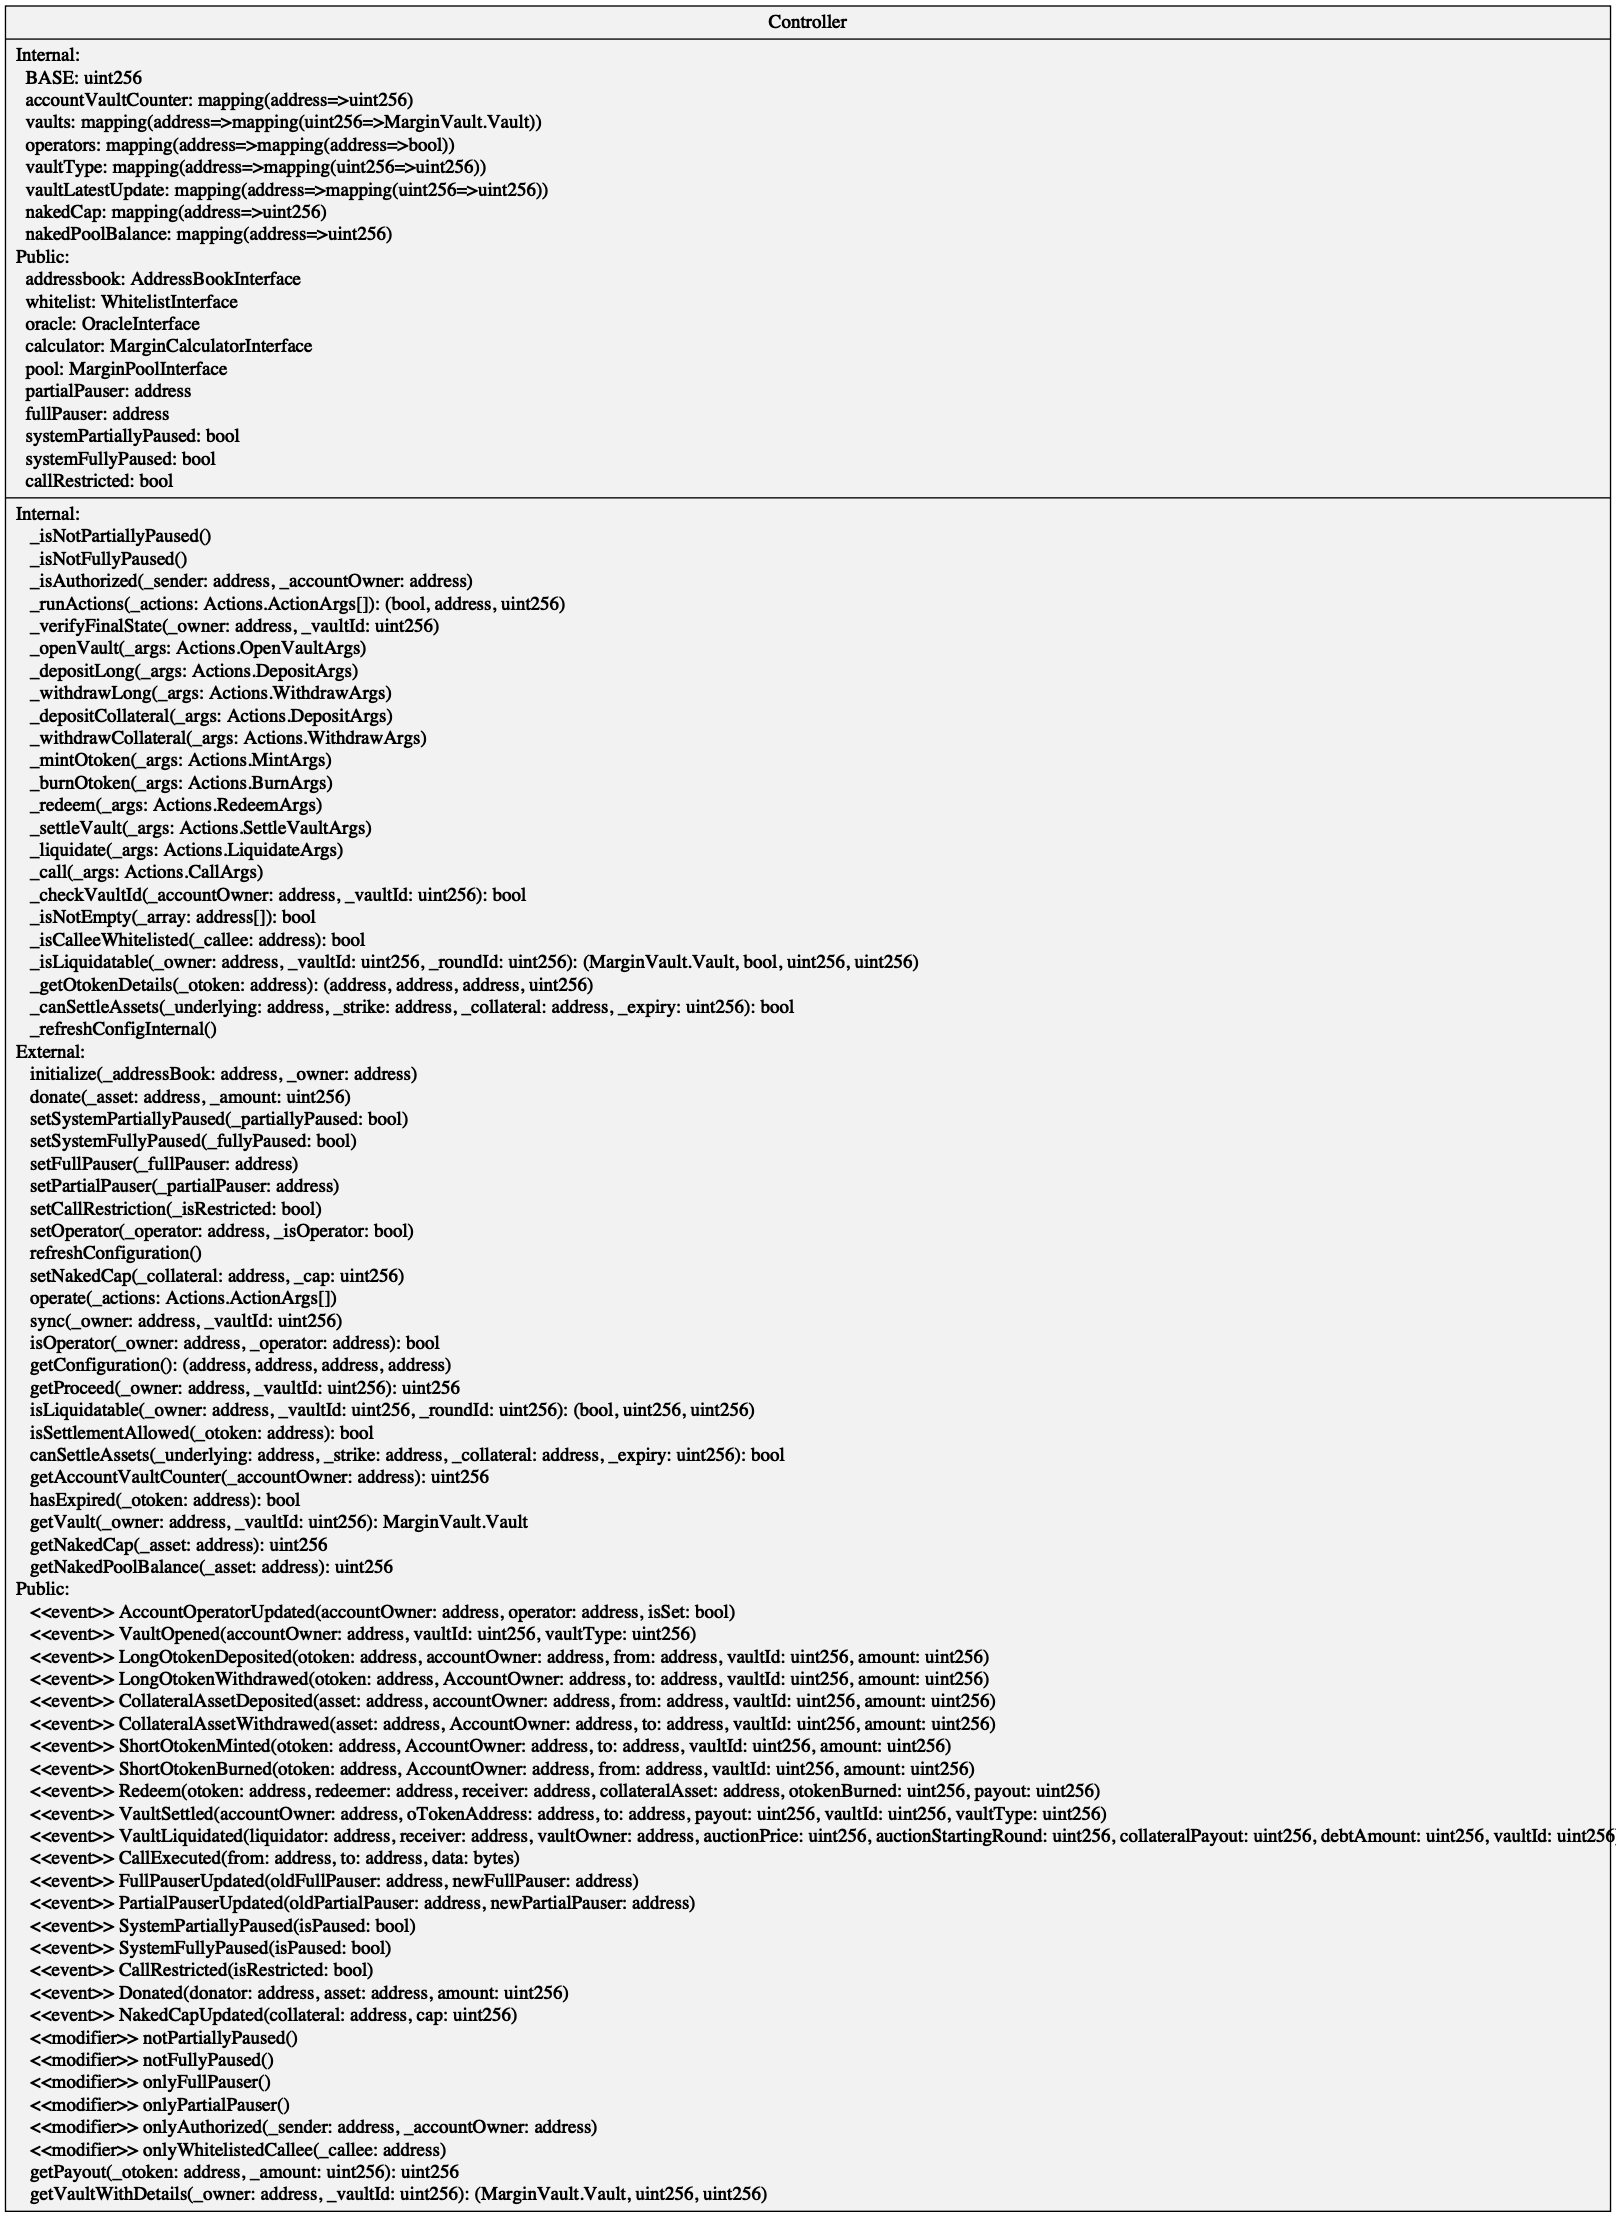 Controller
Internal:
BASE: uint256
accountVaultCounter: mapping(address=>uint256)
vaults: mapping(address=>mapping(uint256=>MarginVault.Vault))
operators: mapping(address=>mapping(address=>bool))
vaultType: mapping(address=>mapping(uint256=>uint256))
vaultLatestUpdate: mapping(address=>mapping(uint256=>uint256))
nakedCap: mapping(address=>uint256)
nakedPoolBalance: mapping(address=>uint256)
Public:
addressbook: AddressBookInterface
whitelist: WhitelistInterface
oracle: OracleInterface
calculator: MarginCalculatorInterface
pool: MarginPoolInterface
partialPauser: address
fullPauser: address
systemPartiallyPaused: bool
systemFullyPaused: bool
callRestricted: bool
Internal:
_isNotPartiallyPaused()
_isNotFullyPaused()
_isAuthorized(_sender: address, _accountOwner: address)
_runActions(_actions: Actions.ActionArgs[]): (bool, address, uint256)
_verifyFinalState(_owner: address, _vaultId: uint256)
_openVault(_args: Actions.OpenVaultArgs)
_depositLong(_args: Actions.DepositArgs)
_withdrawLong(_args: Actions.WithdrawArgs)
_depositCollateral(_args: Actions.DepositArgs)
_withdrawCollateral(_args: Actions.WithdrawArgs)
_mintOtoken(_args: Actions.MintArgs)
_burnOtoken(_args: Actions.BurnArgs)
_redeem(_args: Actions.RedeemArgs)
_settleVault(_args: Actions.SettleVaultArgs)
_liquidate(_args: Actions.LiquidateArgs)
_call(_args: Actions.CallArgs)
_checkVaultId(_accountOwner: address, _vaultId: uint256): bool
_isNotEmpty(_array: address[]): bool
_isCalleeWhitelisted(_callee: address): bool
_isLiquidatable(_owner: address, _vaultId: uint256, _roundId: uint256): (MarginVault.Vault, bool, uint256, uint256)
_getOtokenDetails(_otoken: address): (address, address, address, uint256)
_canSettleAssets(_underlying: address, _strike: address, _collateral: address, _expiry: uint256): bool
_refreshConfigInternal()
External:
initialize(_addressBook: address, _owner: address)
donate(_asset: address, _amount: uint256)
setSystemPartiallyPaused(_partiallyPaused: bool)
setSystemFullyPaused(_fullyPaused: bool)
setFullPauser(_fullPauser: address)
setPartialPauser(_partialPauser: address)
setCallRestriction(_isRestricted: bool)
setOperator(_operator: address, _isOperator: bool)
refreshConfiguration()
setNakedCap(_collateral: address, _cap: uint256)
operate(_actions: Actions.ActionArgs[])
sync(_owner: address, _vaultId: uint256)
isOperator(_owner: address, _operator: address): bool
getConfiguration(): (address, address, address, address)
getProceed(_owner: address, _vaultId: uint256): uint256
isLiquidatable(_owner: address, _vaultId: uint256, _roundId: uint256): (bool, uint256, uint256)
isSettlementAllowed(_otoken: address): bool
canSettleAssets(_underlying: address, _strike: address, _collateral: address, _expiry: uint256): bool
getAccountVaultCounter(_accountOwner: address): uint256
hasExpired(_otoken: address): bool
getVault(_owner: address, _vaultId: uint256): MarginVault.Vault
getNakedCap(_asset: address): uint256
getNakedPoolBalance(_asset: address): uint256
Public:
<<event>> AccountOperatorUpdated(accountOwner: address, operator: address, isSet: bool)
<<event>> VaultOpened(accountOwner: address, vaultId: uint256, vaultType: uint256)
<<event>> LongOtokenDeposited(otoken: address, accountOwner: address, from: address, vaultId: uint256, amount: uint256)
<<event>> LongOtokenWithdrawed(otoken: address, AccountOwner: address, to: address, vaultId: uint256, amount: uint256)
<<event>> CollateralAssetDeposited(asset: address, accountOwner: address, from: address, vaultId: uint256, amount: uint256)
<<event>> CollateralAssetWithdrawed(asset: address, AccountOwner: address, to: address, vaultId: uint256, amount: uint256)
<<event>> ShortOtokenMinted(otoken: address, AccountOwner: address, to: address, vaultId: uint256, amount: uint256)
<<event>> ShortOtokenBurned(otoken: address, AccountOwner: address, from: address, vaultId: uint256, amount: uint256)
<<event>> Redeem(otoken: address, redeemer: address, receiver: address, collateralAsset: address, otokenBurned: uint256, payout: uint256)
<<event>> VaultSettled(accountOwner: address, oTokenAddress: address, to: address, payout: uint256, vaultId: uint256, vaultType: uint256)
<<event>> VaultLiquidated(liquidator: address, receiver: address, vaultOwner: address, auctionPrice: uint256, auctionStartingRound: uint256, collateralPayout: uint256, debtAmount: uint256, vaultId: uint256)
<<event>> CallExecuted(from: address, to: address, data: bytes)
<<event>> FullPauserUpdated(oldFullPauser: address, newFullPauser: address)
<<event>> PartialPauserUpdated(oldPartialPauser: address, newPartialPauser: address)
<<event>> SystemPartiallyPaused(isPaused: bool)
<<event>> SystemFullyPaused(isPaused: bool)
<<event>> CallRestricted(isRestricted: bool)
<<event>> Donated(donator: address, asset: address, amount: uint256)
<<event>> NakedCapUpdated(collateral: address, cap: uint256)
<<modifier>> notPartiallyPaused()
<<modifier>> notFullyPaused()
<<modifier>> onlyFullPauser()
<<modifier>> onlyPartialPauser()
<<modifier>> onlyAuthorized(_sender: address, _accountOwner: address)
<<modifier>> onlyWhitelistedCallee(_callee: address)
getPayout(_otoken: address, _amount: uint256): uint256
getVaultWithDetails(_owner: address, _vaultId: uint256): (MarginVault.Vault, uint256, uint256)